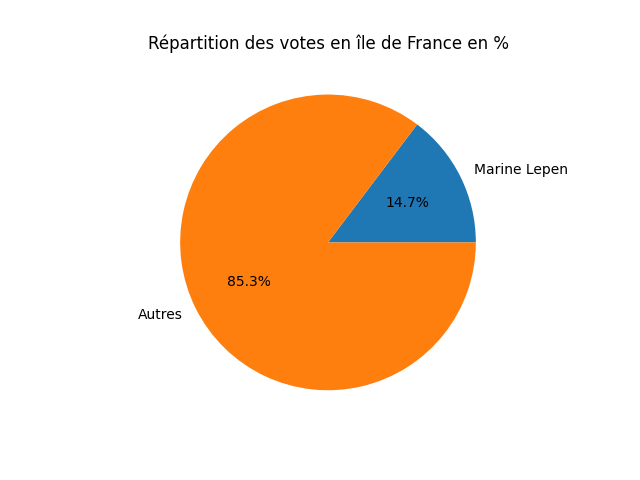 Répartition des votes en île de France en %
Marine Lepen
14.7%
85.3%
Autres